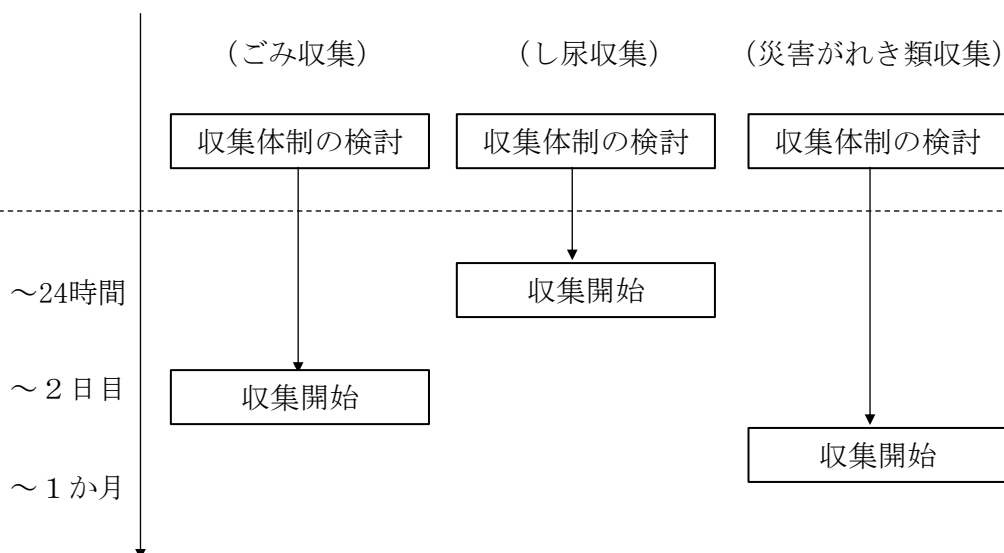 （ごみ収集）
（し尿収集）
（災害がれき類収集）
収集体制の検討
収集体制の検討
収集体制の検討
～24時間
収集開始
～２日目
収集開始
収集開始
～１か月